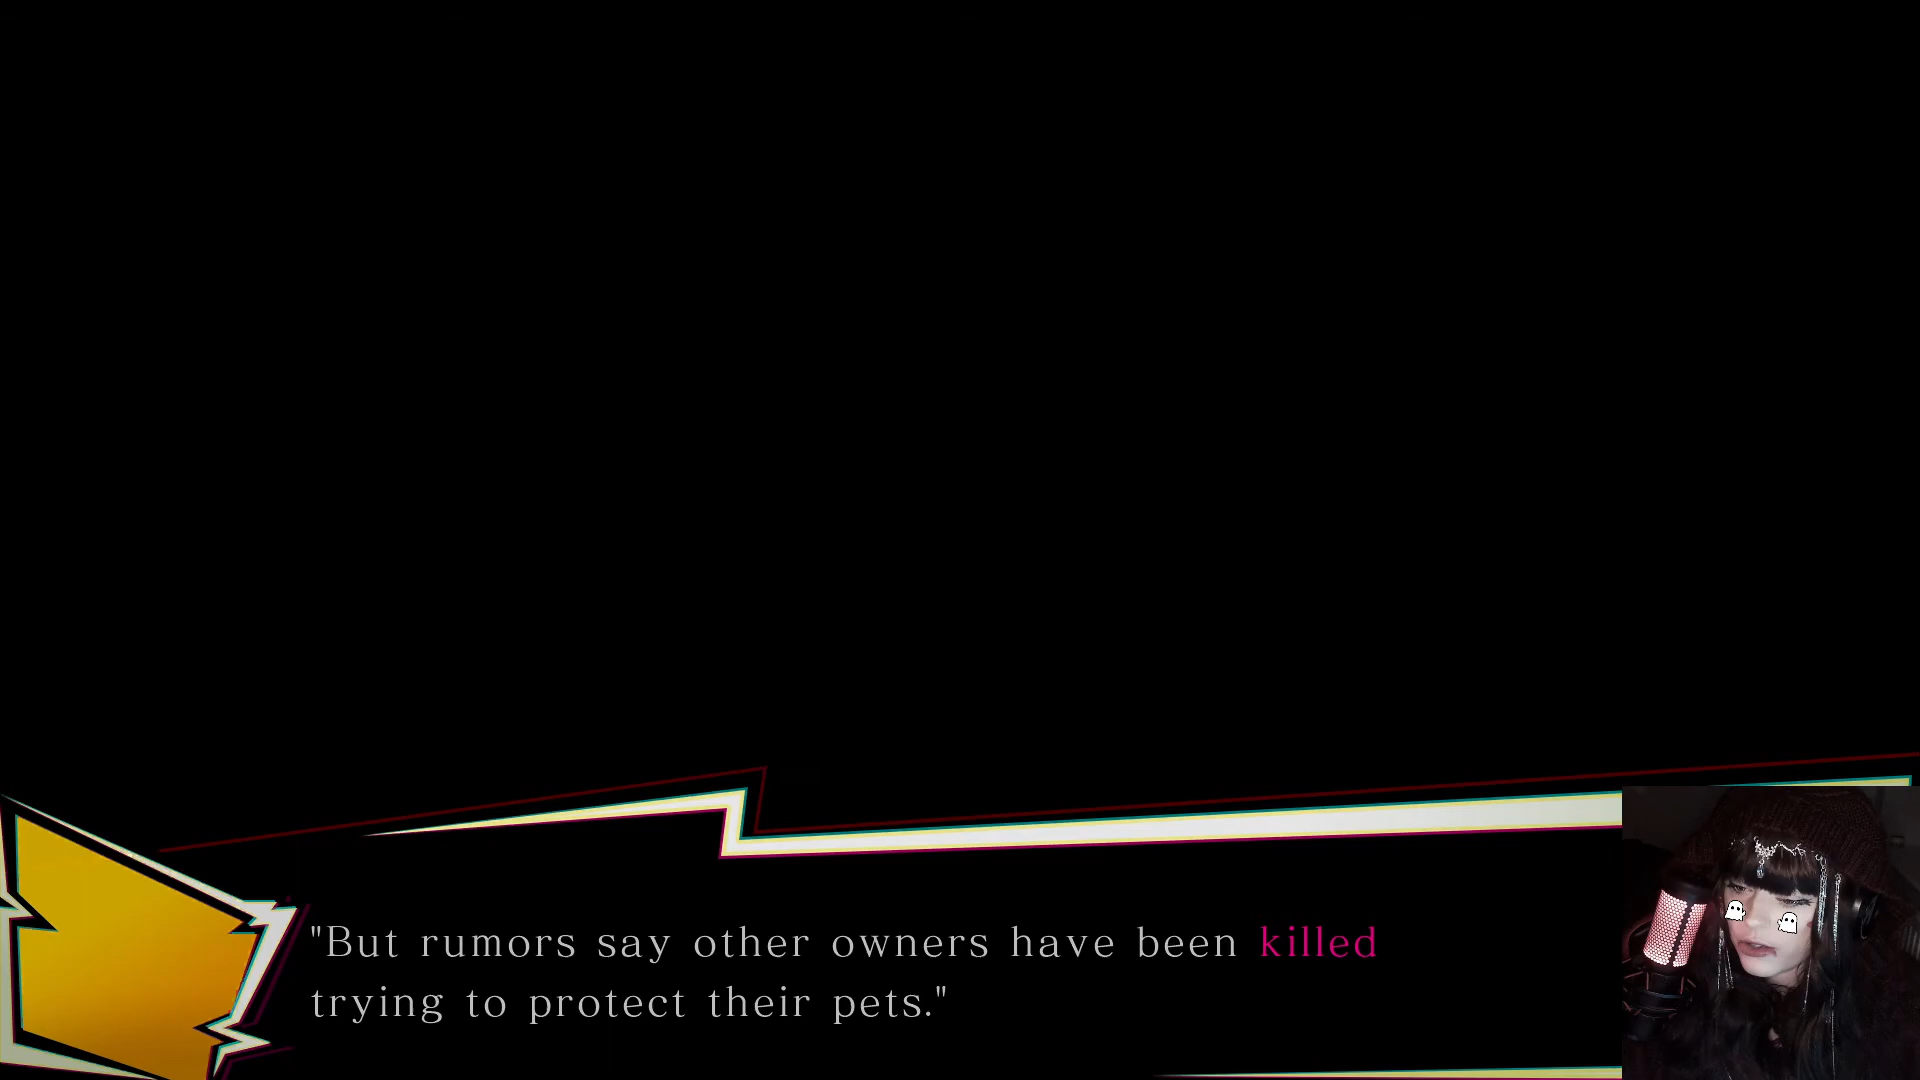 "But rumors say other owners have been killed
trying to protect their pets."